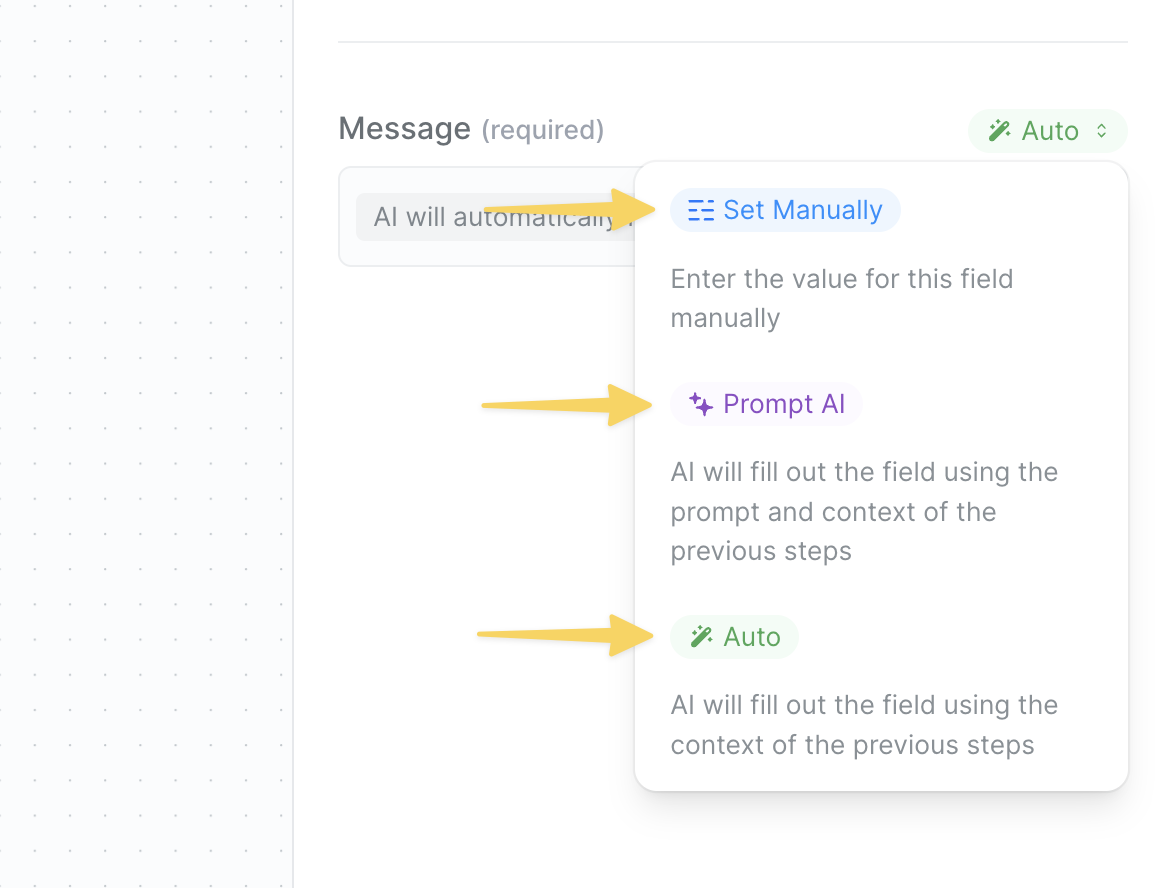 Message (required)
Auto
AI will automatically
Set Manually
Enter the value for this field
manually
Prompt AI
AI will fill out the field using the
prompt and context of the
previous steps
Auto
AI will fill out the field using the
context of the previous steps